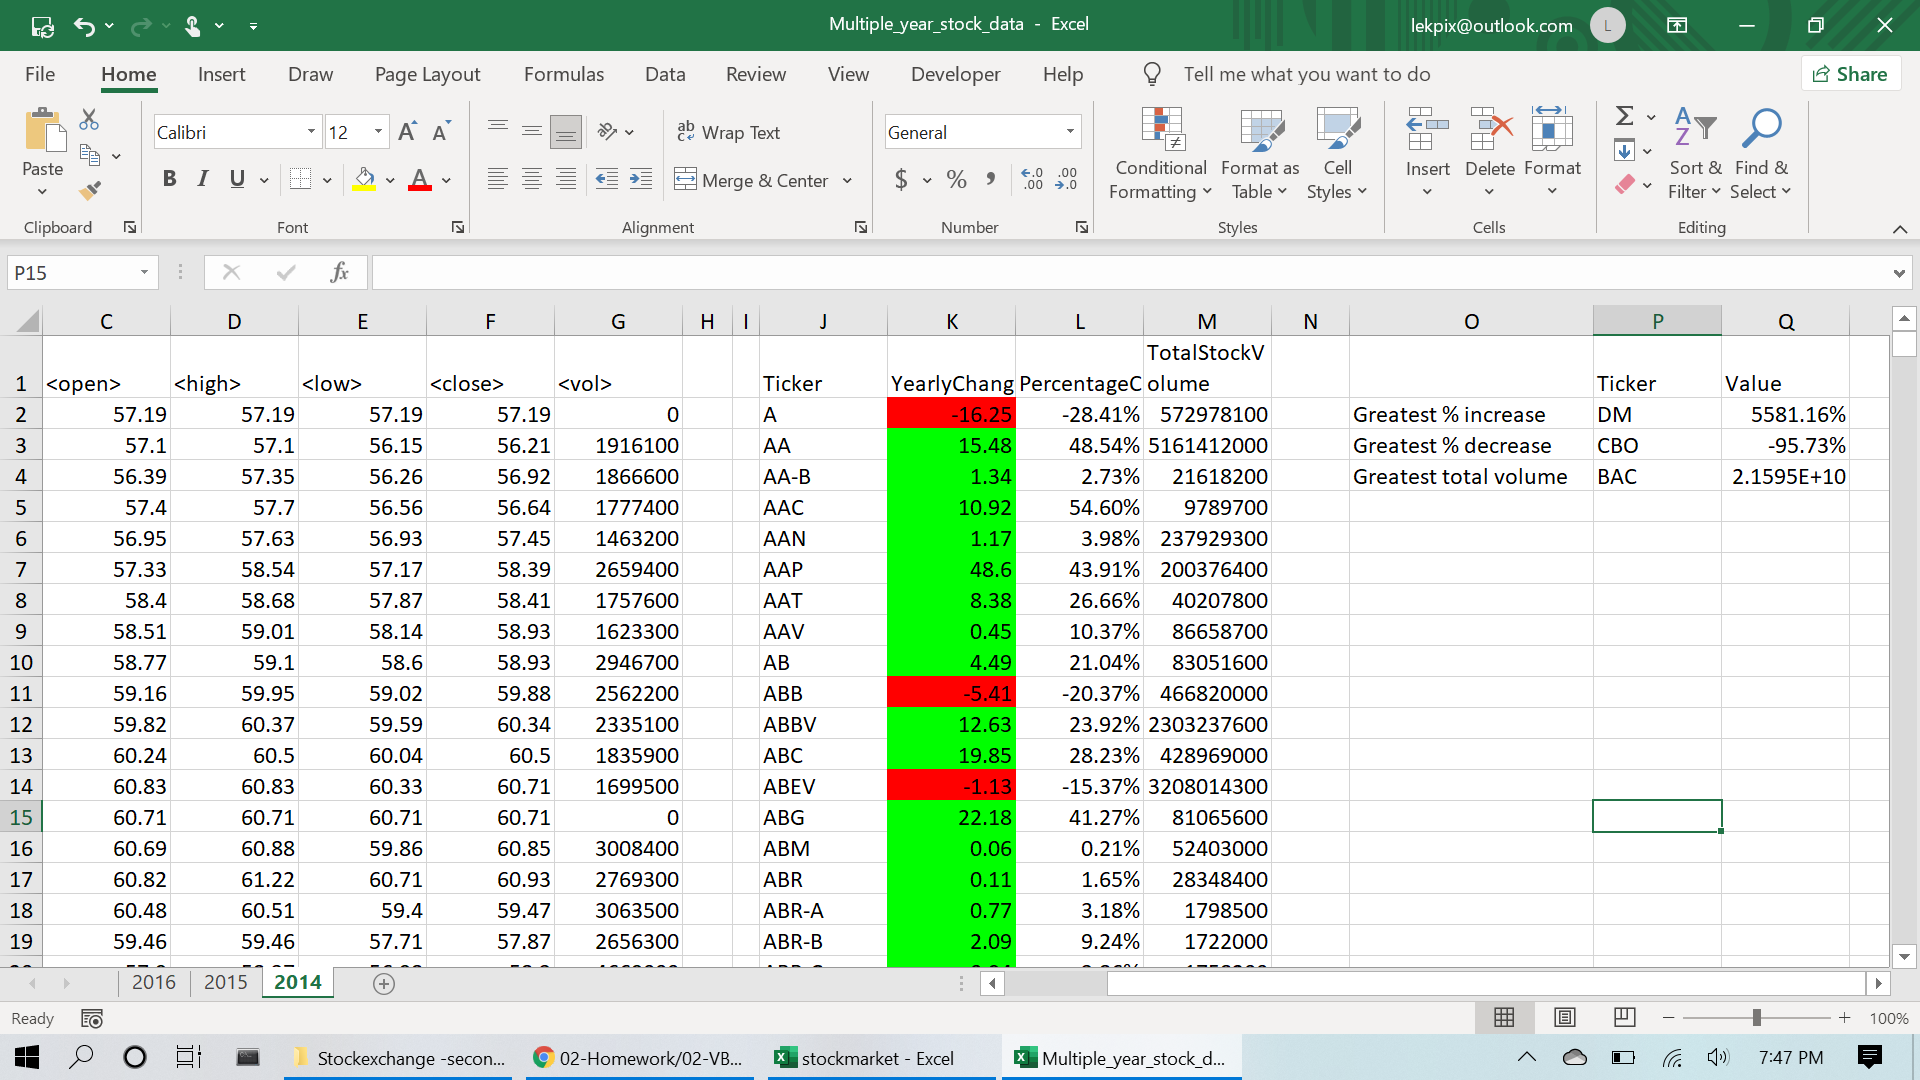 Multiple_year_stock_data - Excel
lekpix@outlook.com L
File Home Insert Draw Page Layout Formulas Data Review View Developer Help Tell me what you want to do Share
Paste
Clipboard
Calibri 12 A A
B I U A
Font
ab c Wrap Text
Merge & Center
Alignment
General
$ % , .00 .00
Number
Conditional Formatting
Format as Table
Cell Styles
Styles
Insert Delete Format
Cells
Sort & Filter
Find & Select
Editing
P15 fx
C D E F G H I J K L M N O P Q
1 <open> <high> <low> <close> <vol> Ticker YearlyChang PercentageC TotalStockVolume Ticker Value
2 57.19 57.19 57.19 57.19 0 A -16.25 -28.41% 572978100 Greatest % increase DM 5581.16%
3 57.1 57.1 56.15 56.21 1916100 AA 15.48 48.54% 5161412000 Greatest % decrease CBO -95.73%
4 56.39 57.35 56.26 56.92 1866600 AA-B 1.34 2.73% 21618200 Greatest total volume BAC 2.1595E+10
5 57.4 57.7 56.56 56.64 1777400 AAC 10.92 54.60% 9789700
6 56.95 57.63 56.93 57.45 1463200 AAN 1.17 3.98% 237929300
7 57.33 58.54 57.17 58.39 2659400 AAP 48.6 43.91% 200376400
8 58.4 58.68 57.87 58.41 1757600 AAT 8.38 26.66% 40207800
9 58.51 59.01 58.14 58.93 1623300 AAV 0.45 10.37% 86658700
10 58.77 59.1 58.6 58.93 2946700 AB 4.49 21.04% 83051600
11 59.16 59.95 59.02 59.88 2562200 ABB -5.41 -20.37% 466820000
12 59.82 60.37 59.59 60.34 2335100 ABBV 12.63 23.92% 2303237600
13 60.24 60.5 60.04 60.5 1835900 ABC 19.85 28.23% 428969000
14 60.83 60.83 60.33 60.71 1699500 ABEV -1.13 -15.37% 3208014300
15 60.71 60.71 60.71 60.71 0 ABG 22.18 41.27% 81065600
16 60.69 60.88 59.86 60.85 3008400 ABM 0.06 0.21% 52403000
17 60.82 61.22 60.71 60.93 2769300 ABR 0.11 1.65% 28348400
18 60.48 60.51 59.4 59.47 3063500 ABR-A 0.77 3.18% 1798500
19 59.46 59.46 57.71 57.87 2656300 ABR-B 2.09 9.24% 1722000
2016 2015 2014
Ready 100%
Stockexchange -secon... 02-Homework/02-VB... stockmarket - Excel Multiple_year_stock_d... 7:47 PM